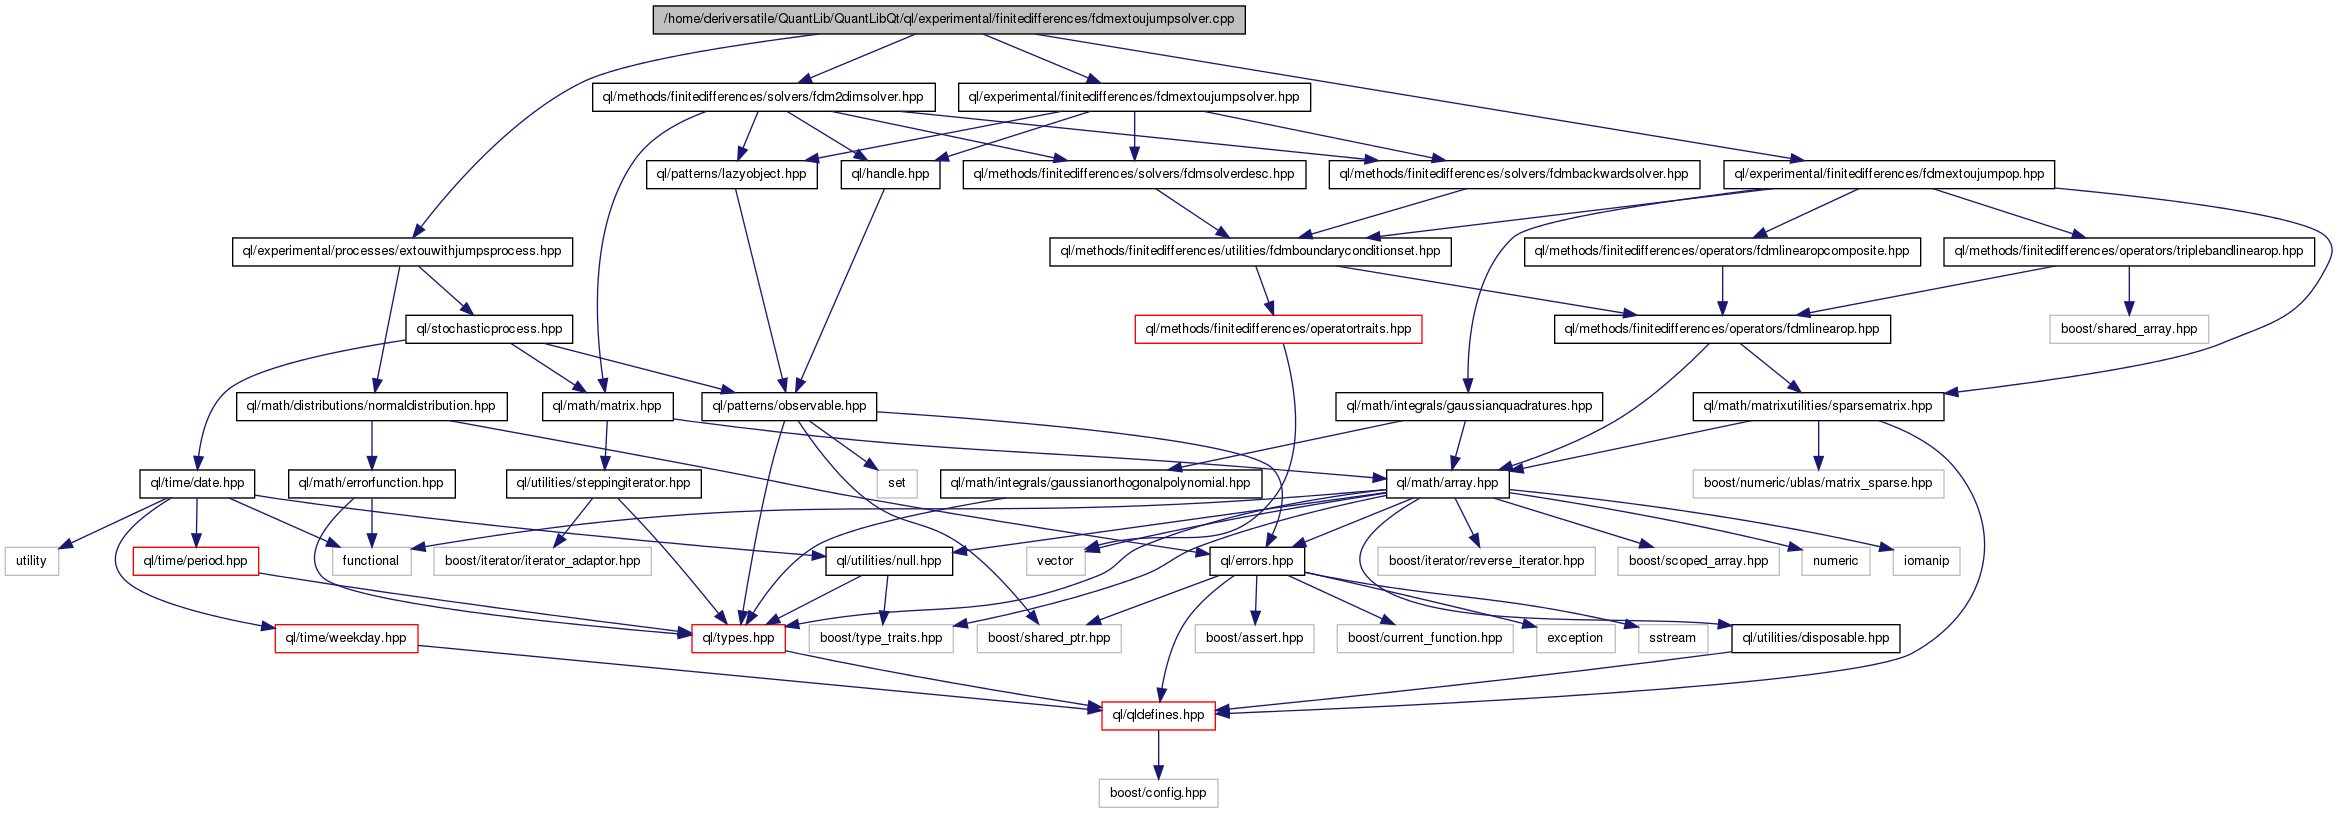 /home/deriversatile/QuantLib/QuantLibQt/ql/experimental/finitedifferences/fdmextoujumpsolver.cpp
ql/methods/finitedifferences/solvers/fdm2dimsolver.hpp
ql/experimental/finitedifferences/fdmextoujumpsolver.hpp
ql/patterns/lazyobject.hpp
ql/handle.hpp
ql/methods/finitedifferences/solvers/fdmsolverdesc.hpp
ql/methods/finitedifferences/solvers/fdmbackwardsolver.hpp
ql/experimental/finitedifferences/fdmextoujumpop.hpp
ql/experimental/processes/extouwithjumpsprocess.hpp
ql/methods/finitedifferences/utilities/fdmboundaryconditionset.hpp
ql/methods/finitedifferences/operators/fdmlinearopcomposite.hpp
ql/methods/finitedifferences/operators/triplebandlinearop.hpp
ql/stochasticprocess.hpp
ql/methods/finitedifferences/operatortraits.hpp
ql/methods/finitedifferences/operators/fdmlinearop.hpp
boost/shared_array.hpp
ql/math/distributions/normaldistribution.hpp
ql/math/matrix.hpp
ql/patterns/observable.hpp
ql/math/integrals/gaussianquadratures.hpp
ql/math/matrixutilities/sparsematrix.hpp
ql/time/date.hpp
ql/math/errorfunction.hpp
ql/utilities/steppingiterator.hpp
set
ql/math/integrals/gaussianorthogonalpolynomial.hpp
ql/math/array.hpp
boost/numeric/ublas/matrix_sparse.hpp
utility
ql/time/period.hpp
functional
boost/iterator/iterator_adaptor.hpp
ql/utilities/null.hpp
vector
ql/errors.hpp
boost/iterator/reverse_iterator.hpp
boost/scoped_array.hpp
numeric
iomanip
ql/time/weekday.hpp
ql/types.hpp
boost/type_traits.hpp
boost/shared_ptr.hpp
boost/assert.hpp
boost/current_function.hpp
exception
sstream
ql/utilities/disposable.hpp
ql/qldefines.hpp
boost/config.hpp